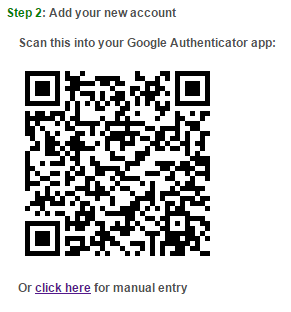 Step 2: Add your new account
Scan this into your Google Authenticator app:
Or click here for manual entry